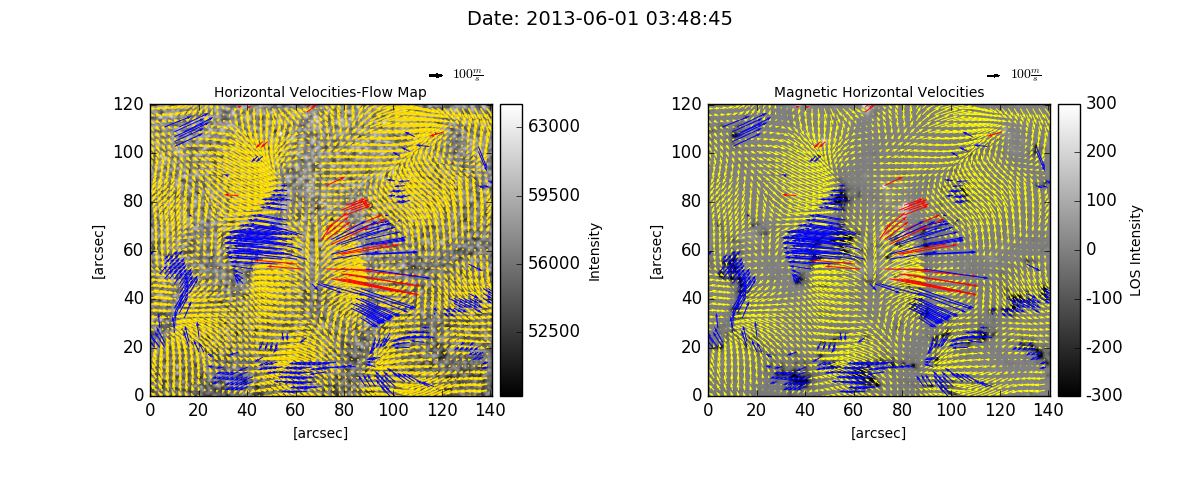 Date: 2013-06-01 03:48:45
100 m/s
Horizontal Velocities-Flow Map
120
100
80
60
40
20
0
0 20 40 60 80 100 120 140
[arcsec]
[arcsec]
63000
59500
56000
52500
Intensity
100 m/s
Magnetic Horizontal Velocities
120
100
80
60
40
20
0
0 20 40 60 80 100 120 140
[arcsec]
[arcsec]
300
200
100
0
-100
-200
-300
LOS Intensity